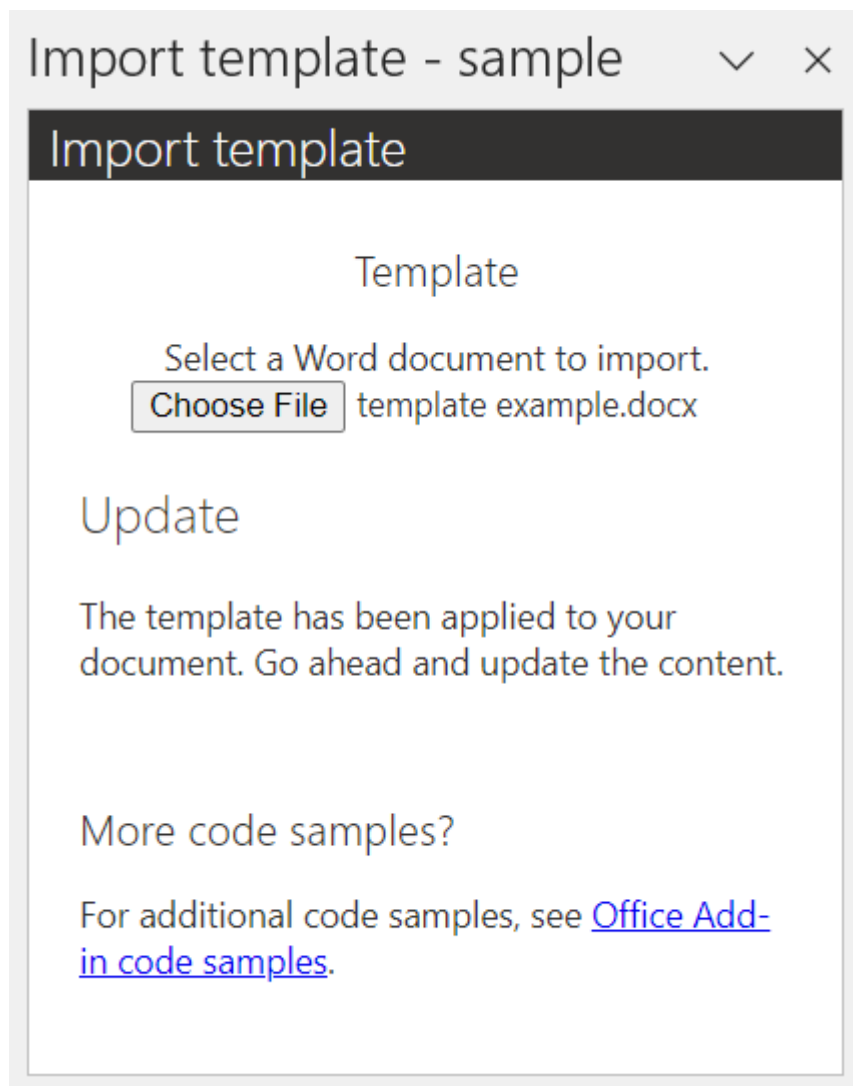 Import template - sample
Import template
Template
Select a Word document to import.
Choose File template example.docx
Update
The template has been applied to your
document. Go ahead and update the content.
More code samples?
For additional code samples, see Office Add-
in code samples.